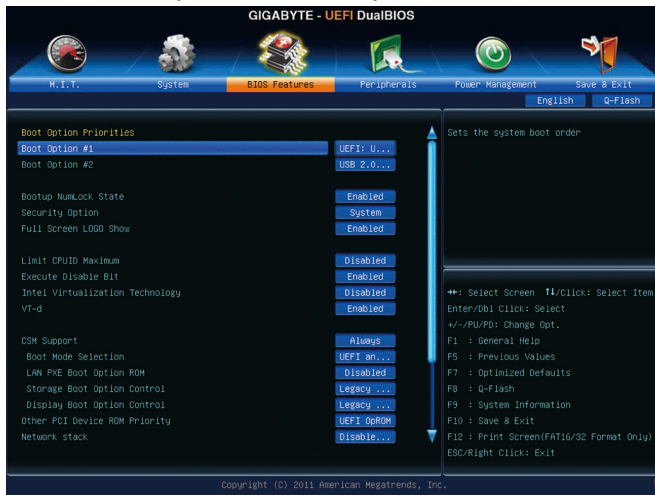 GIGABYTE - UEFI DualBIOS
M.I.T.
System
BIOS Features
Peripherals
Power Management
Save & Exit
English
Q-Flash
Boot Option Priorities
Boot Option #1 UEFI: U...
Boot Option #2 USB 2.0...
Bootup NumLock State Enabled
Security Option System
Full Screen LOGO Show Enabled
Limit CPUID Maximum Disabled
Execute Disable Bit Enabled
Intel Virtualization Technology Disabled
VT-d Enabled
CSM Support Always
Boot Mode Selection UEFI an...
LAN PXE Boot Option ROM Disabled
Storage Boot Option Control Legacy ...
Display Boot Option Control Legacy ...
Other PCI Device ROM Priority UEFI OpROM
Network stack Disable...
Sets the system boot order
→←: Select Screen ↑↓/Click: Select Item
Enter/Dbl Click: Select
+/-/PU/PD: Change Opt.
F1 : General Help
F5 : Previous Values
F7 : Optimized Defaults
F8 : Q-Flash
F9 : System Information
F10 : Save & Exit
F12 : Print Screen(FAT16/32 Format Only)
ESC/Right Click: Exit
Copyright (C) 2011 American Megatrends, Inc.